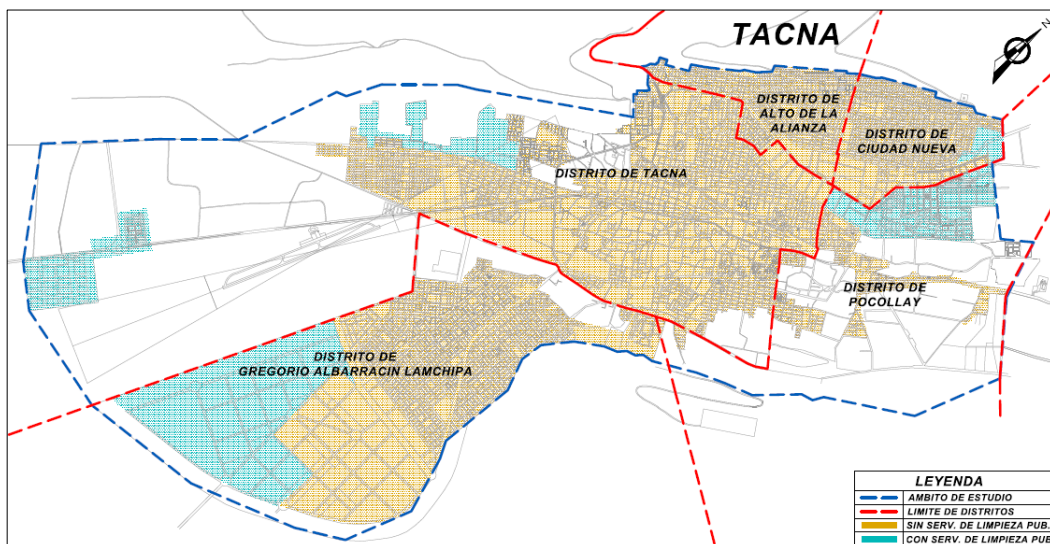 TACNA
N
DISTRITO DE
ALTO DE LA
ALIANZA
DISTRITO DE
CIUDAD NUEVA
DISTRITO DE TACNA
DISTRITO DE
POCOLLAY
DISTRITO DE
GREGORIO ALBARRACIN LAMCHIPA
LEYENDA
AMBITO DE ESTUDIO
LIMITE DE DISTRITOS
SIN SERV. DE LIMPIEZA PUB.
CON SERV. DE LIMPIEZA PUB